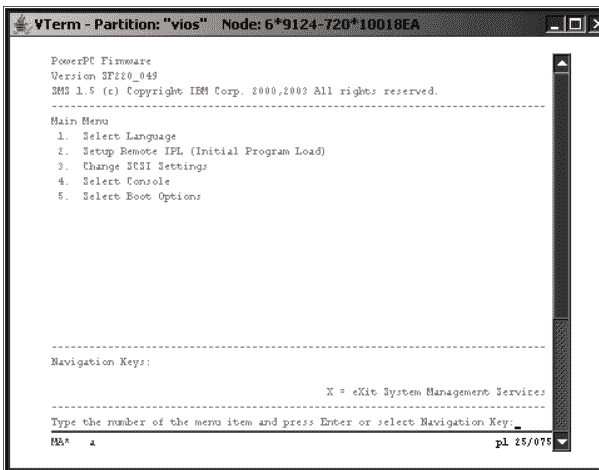 VTerm - Partition: "vios" Node: 6*9124-720*10018EA
PowerPC Firmware
Version SF220_049
SMS 1.5 (c) Copyright IBM Corp. 2000,2003 All rights reserved.
Main Menu
1. Select Language
2. Setup Remote IPL (Initial Program Load)
3. Change SCSI Settings
4. Select Console
5. Select Boot Options
Navigation Keys:
X = eXit System Management Services
Type the number of the menu item and press Enter or select Navigation Key:_
MA* a p1 25/075